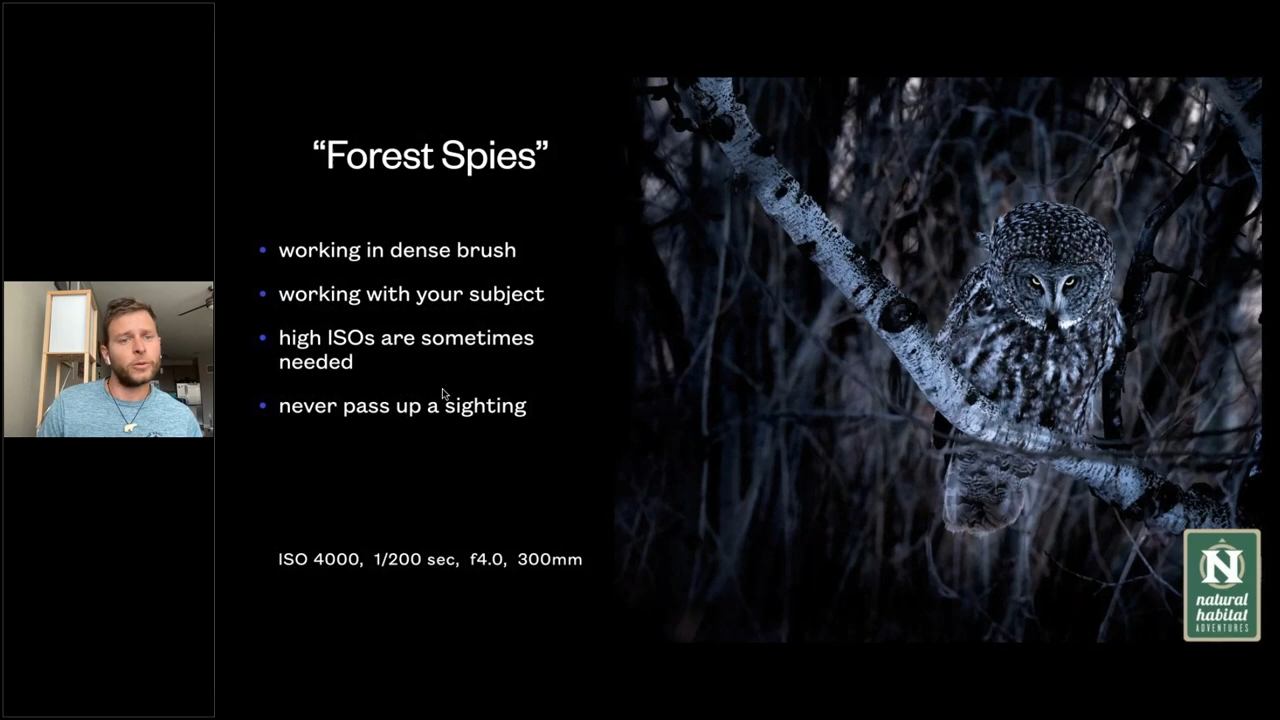 “Forest Spies”
working in dense brush
working with your subject
high ISOs are sometimes
needed
never pass up a sighting
ISO 4000, 1/200 sec, f4.0, 300mm
N
natural
habitat
ADVENTURES